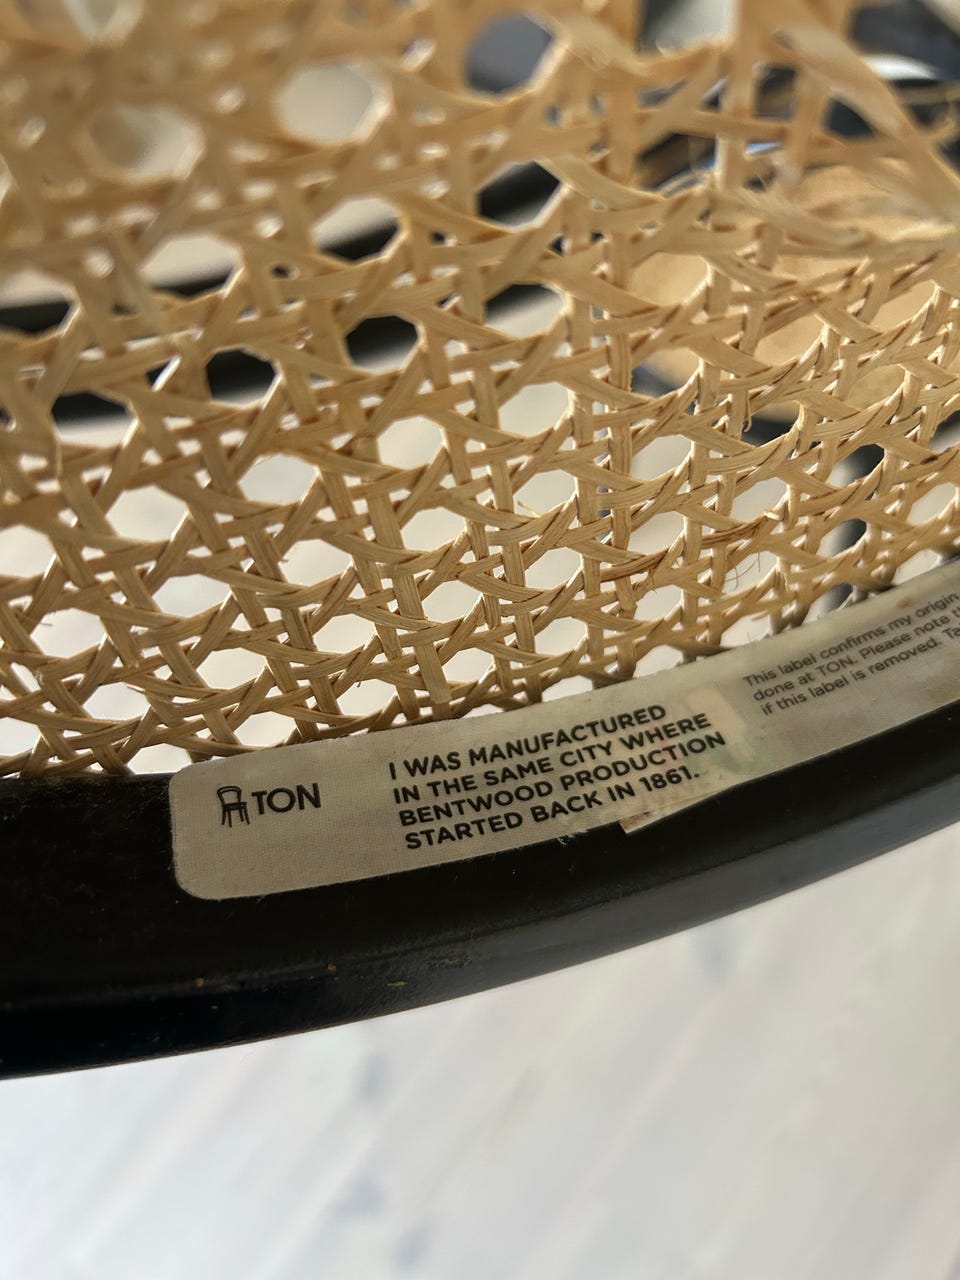 TON
I WAS MANUFACTURED
IN THE SAME CITY WHERE
BENTWOOD PRODUCTION
STARTED BACK IN 1861.
This label confirms my origin
done at TON. Please note
if this label is removed.